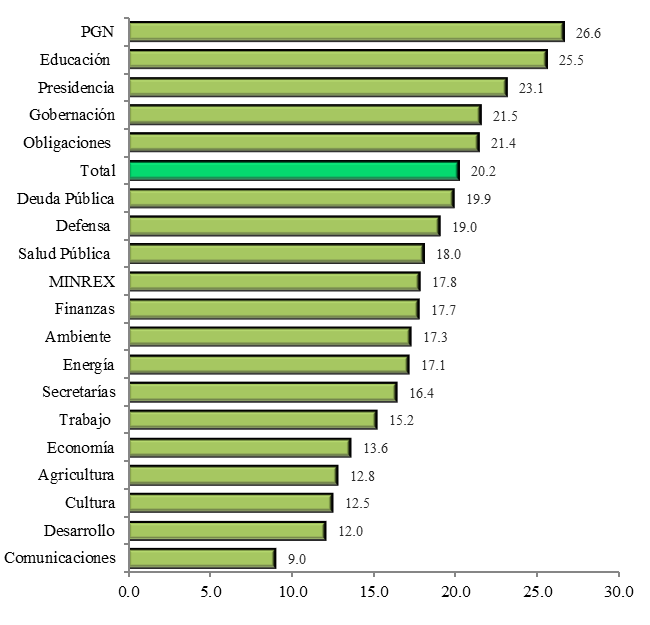 PGN 26.6
Educación 25.5
Presidencia 23.1
Gobernación 21.5
Obligaciones 21.4
Total 20.2
Deuda Pública 19.9
Defensa 19.0
Salud Pública 18.0
MINREX 17.8
Finanzas 17.7
Ambiente 17.3
Energía 17.1
Secretarías 16.4
Trabajo 15.2
Economía 13.6
Agricultura 12.8
Cultura 12.5
Desarrollo 12.0
Comunicaciones 9.0
0.0 5.0 10.0 15.0 20.0 25.0 30.0